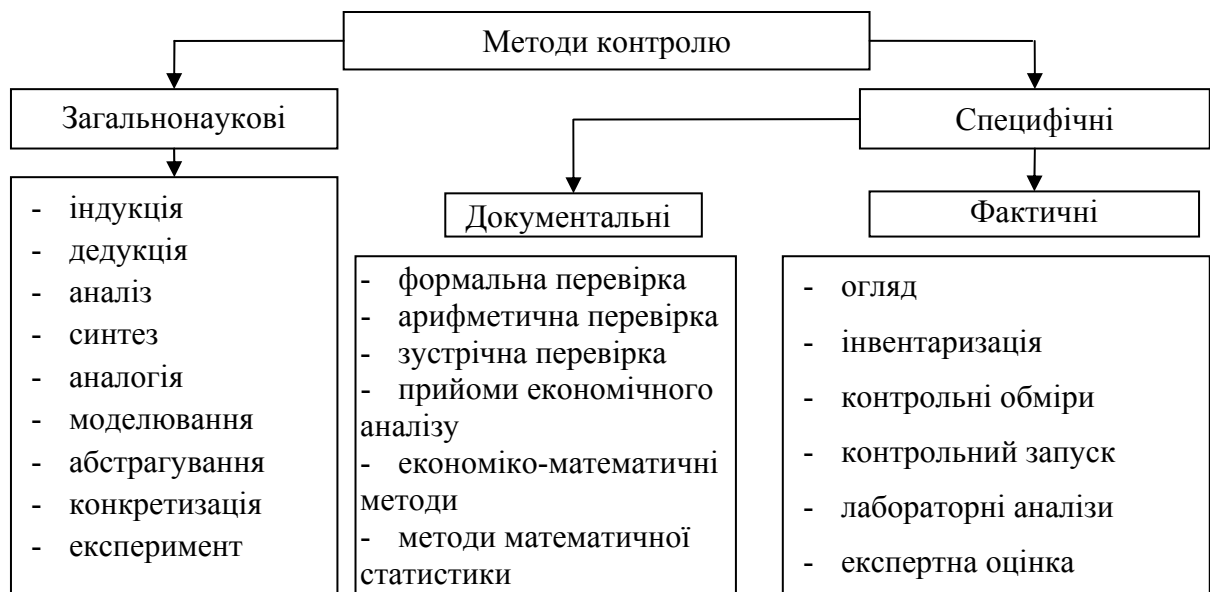 Методи контролю
Загальнонаукові
Специфічні
Документальні
Фактичні
- індукція
- дедукція
- аналіз
- синтез
- аналогія
- моделювання
- абстрагування
- конкретизація
- експеримент
- формальна перевірка
- арифметична перевірка
- зустрічна перевірка
- прийоми економічного
аналізу
- економіко-математичні
методи
- методи математичної
статистики
- огляд
- інвентаризація
- контрольні обміри
- контрольний запуск
- лабораторні аналізи
- експертна оцінка